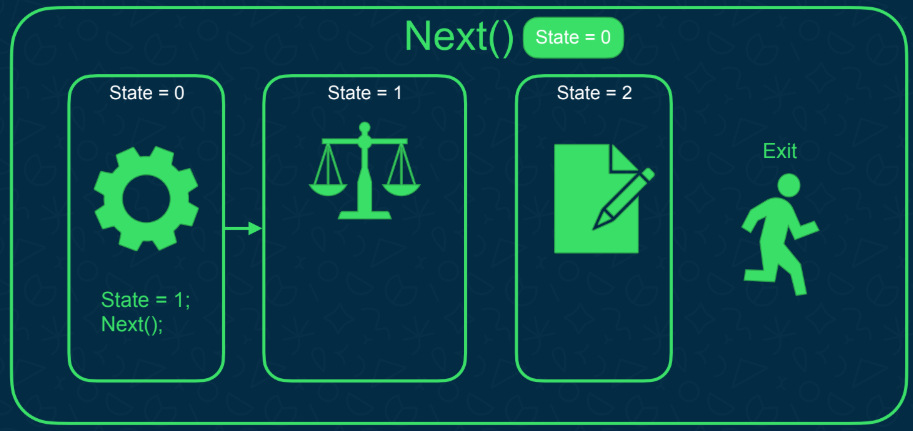 Next()
State = 0
State = 0
State = 1
State = 2
Exit
State = 1;
Next();